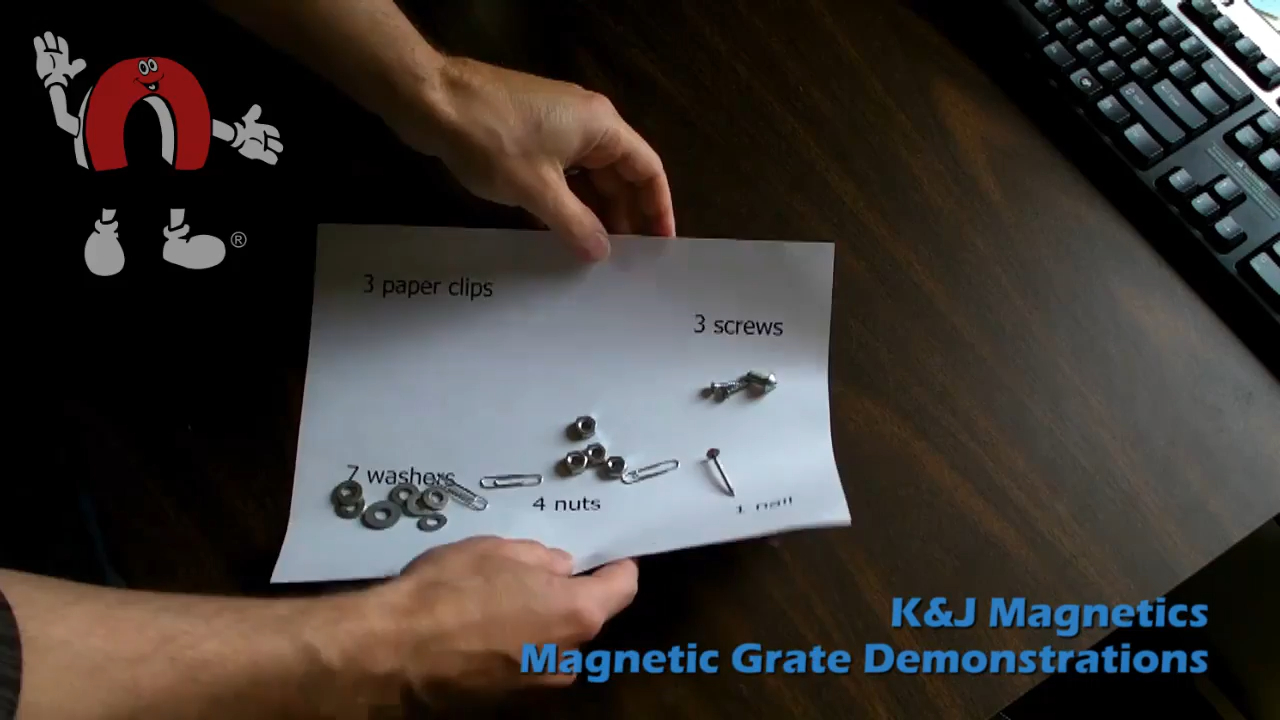 ®
3 paper clips
3 screws
7 washers
4 nuts
1 nail
K&J Magnetics
Magnetic Grate Demonstrations